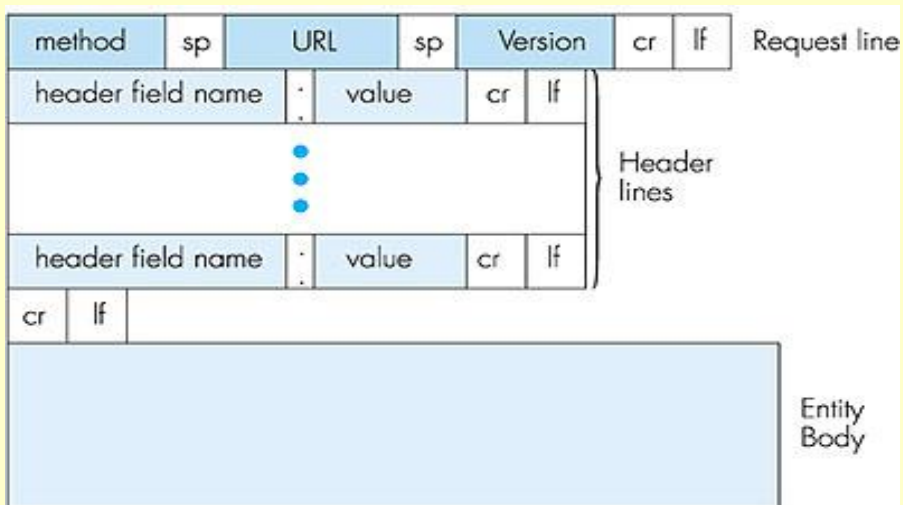 method sp URL sp Version cr lf Request line
header field name : value cr lf
Header
lines
header field name : value cr lf
cr lf
Entity
Body